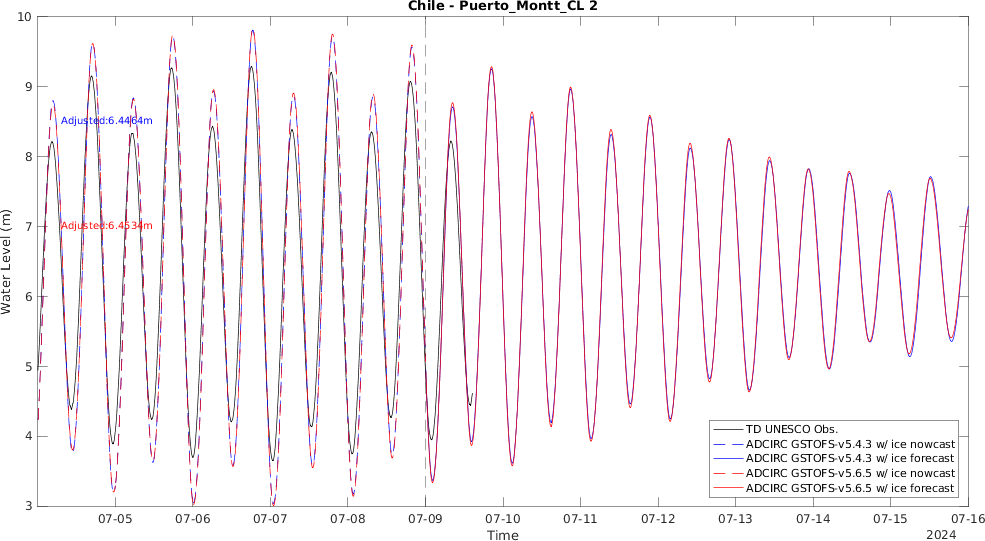 Chile - Puerto_Montt_CL 2
10
9
8
7
6
5
4
3
Water Level (m)
Adjusted:6.4464m
Adjusted:6.4534m
TD UNESCO Obs.
ADCIRC GSTOFS-v5.4.3 w/ ice nowcast
ADCIRC GSTOFS-v5.4.3 w/ ice forecast
ADCIRC GSTOFS-v5.6.5 w/ ice nowcast
ADCIRC GSTOFS-v5.6.5 w/ ice forecast
07-05 07-06 07-07 07-08 07-09 07-10 07-11 07-12 07-13 07-14 07-15 07-16
Time
2024